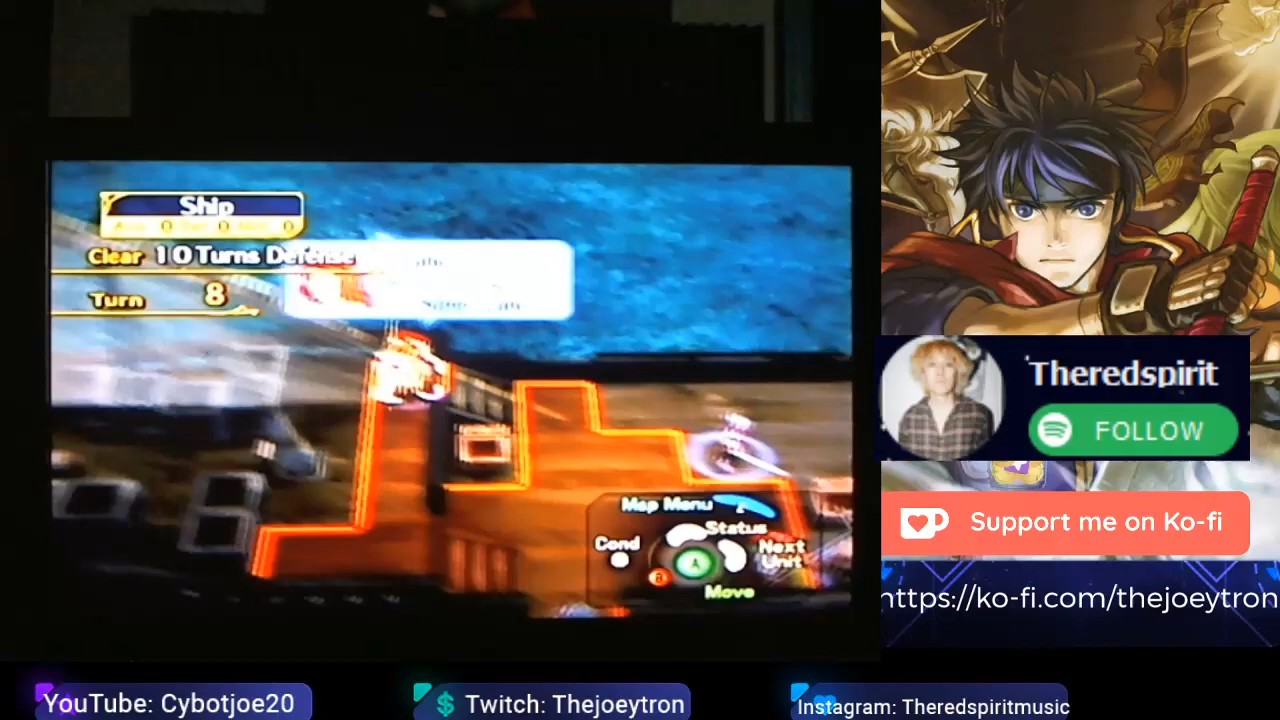 Ship
Clear 10 Turns Defense
Turn 8
Map Menu
Status
Cond
Next
Unit
A
B
Move
Theredspirit
FOLLOW
Support me on Ko-fi
https://ko-fi.com/thejoeytron
YouTube: Cybotjoe20
$ Twitch: Thejoeytron
Instagram: Theredspiritmusic